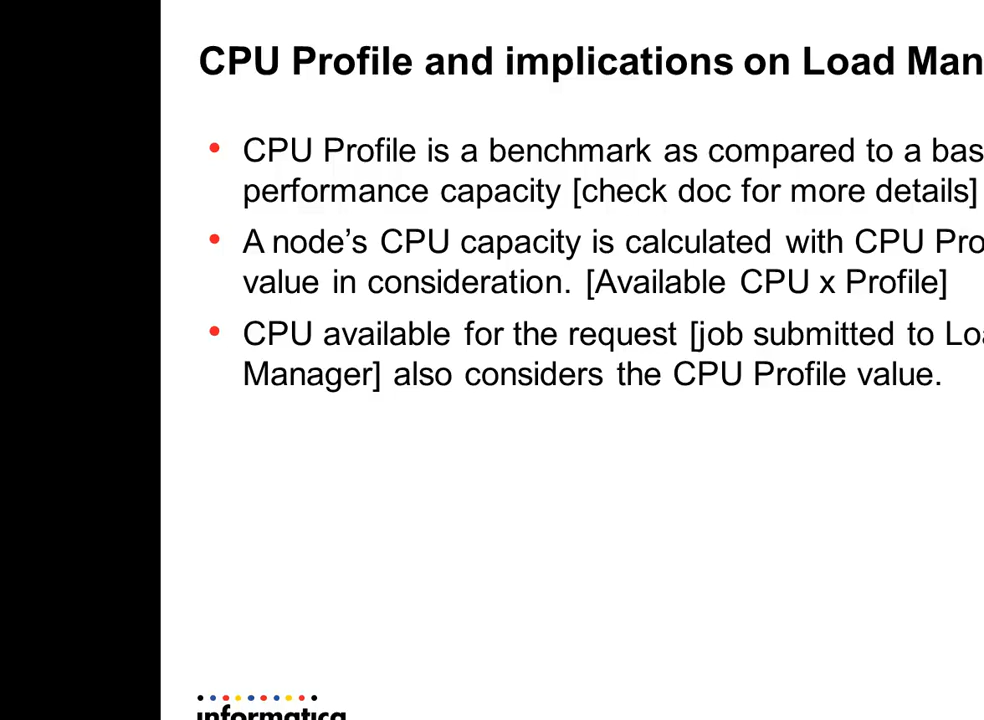 CPU Profile and implications on Load Man
• CPU Profile is a benchmark as compared to a bas
performance capacity [check doc for more details]
• A node’s CPU capacity is calculated with CPU Pro
value in consideration. [Available CPU x Profile]
• CPU available for the request [job submitted to Loa
Manager] also considers the CPU Profile value.
informatica